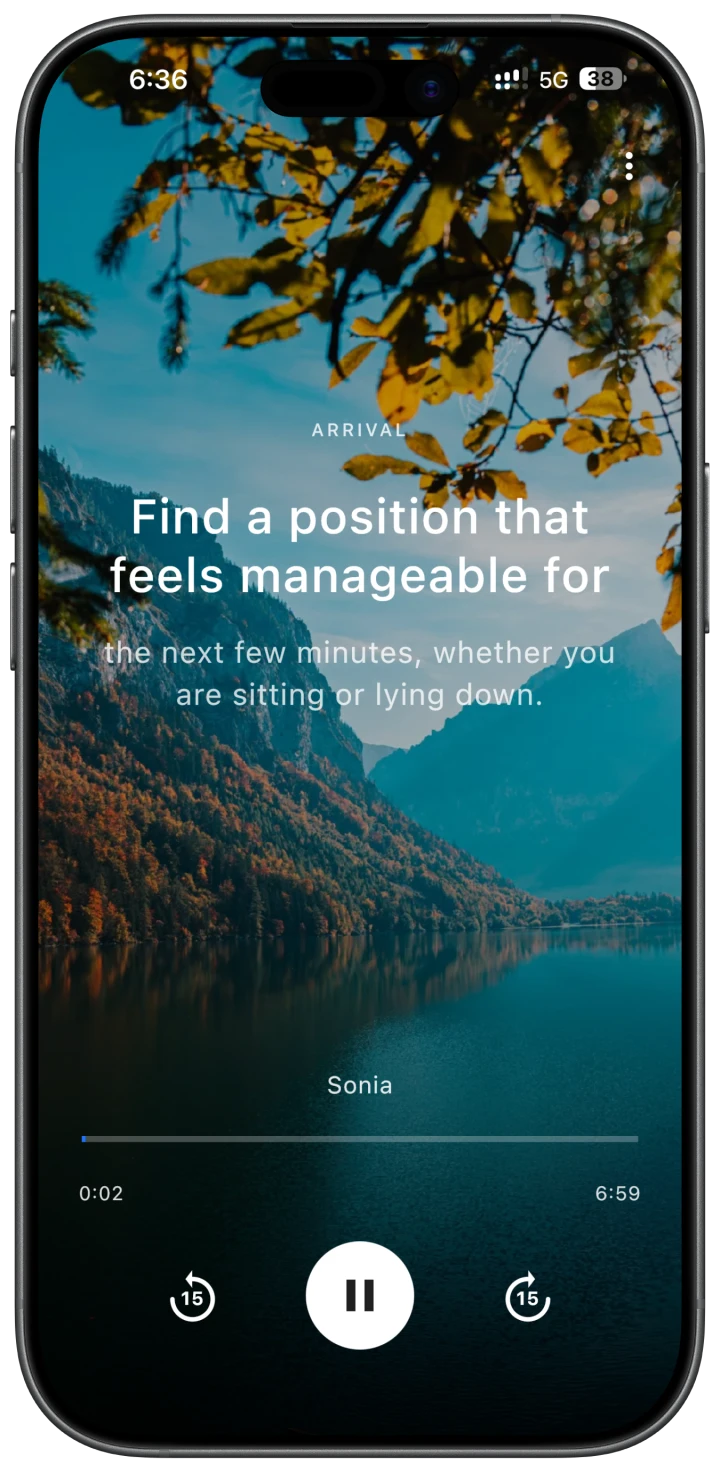 6:36
5G
38
ARRIVAL
Find a position that
feels manageable for
the next few minutes, whether you
are sitting or lying down.
Sonia
0:02
6:59
15
15